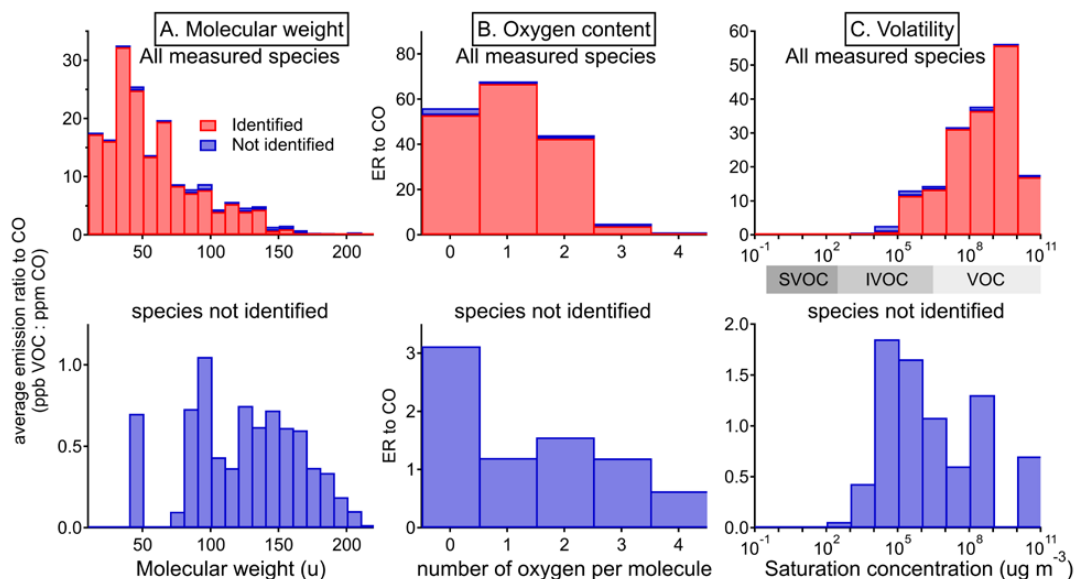 A. Molecular weight
All measured species
30
20
10
0
50
100
150
200
Identified
Not identified
B. Oxygen content
All measured species
ER to CO
60
40
20
0
0
1
2
3
4
C. Volatility
All measured species
60
50
40
30
20
10
0
10-1
102
105
108
1011
SVOC
IVOC
VOC
average emission ratio to CO
(ppb VOC : ppm CO)
species not identified
1.0
0.5
0.0
50
100
150
200
Molecular weight (u)
species not identified
ER to CO
3
2
1
0
0
1
2
3
4
number of oxygen per molecule
species not identified
2.0
1.5
1.0
0.5
0.0
10-1
102
105
108
1011
Saturation concentration (ug m-3)